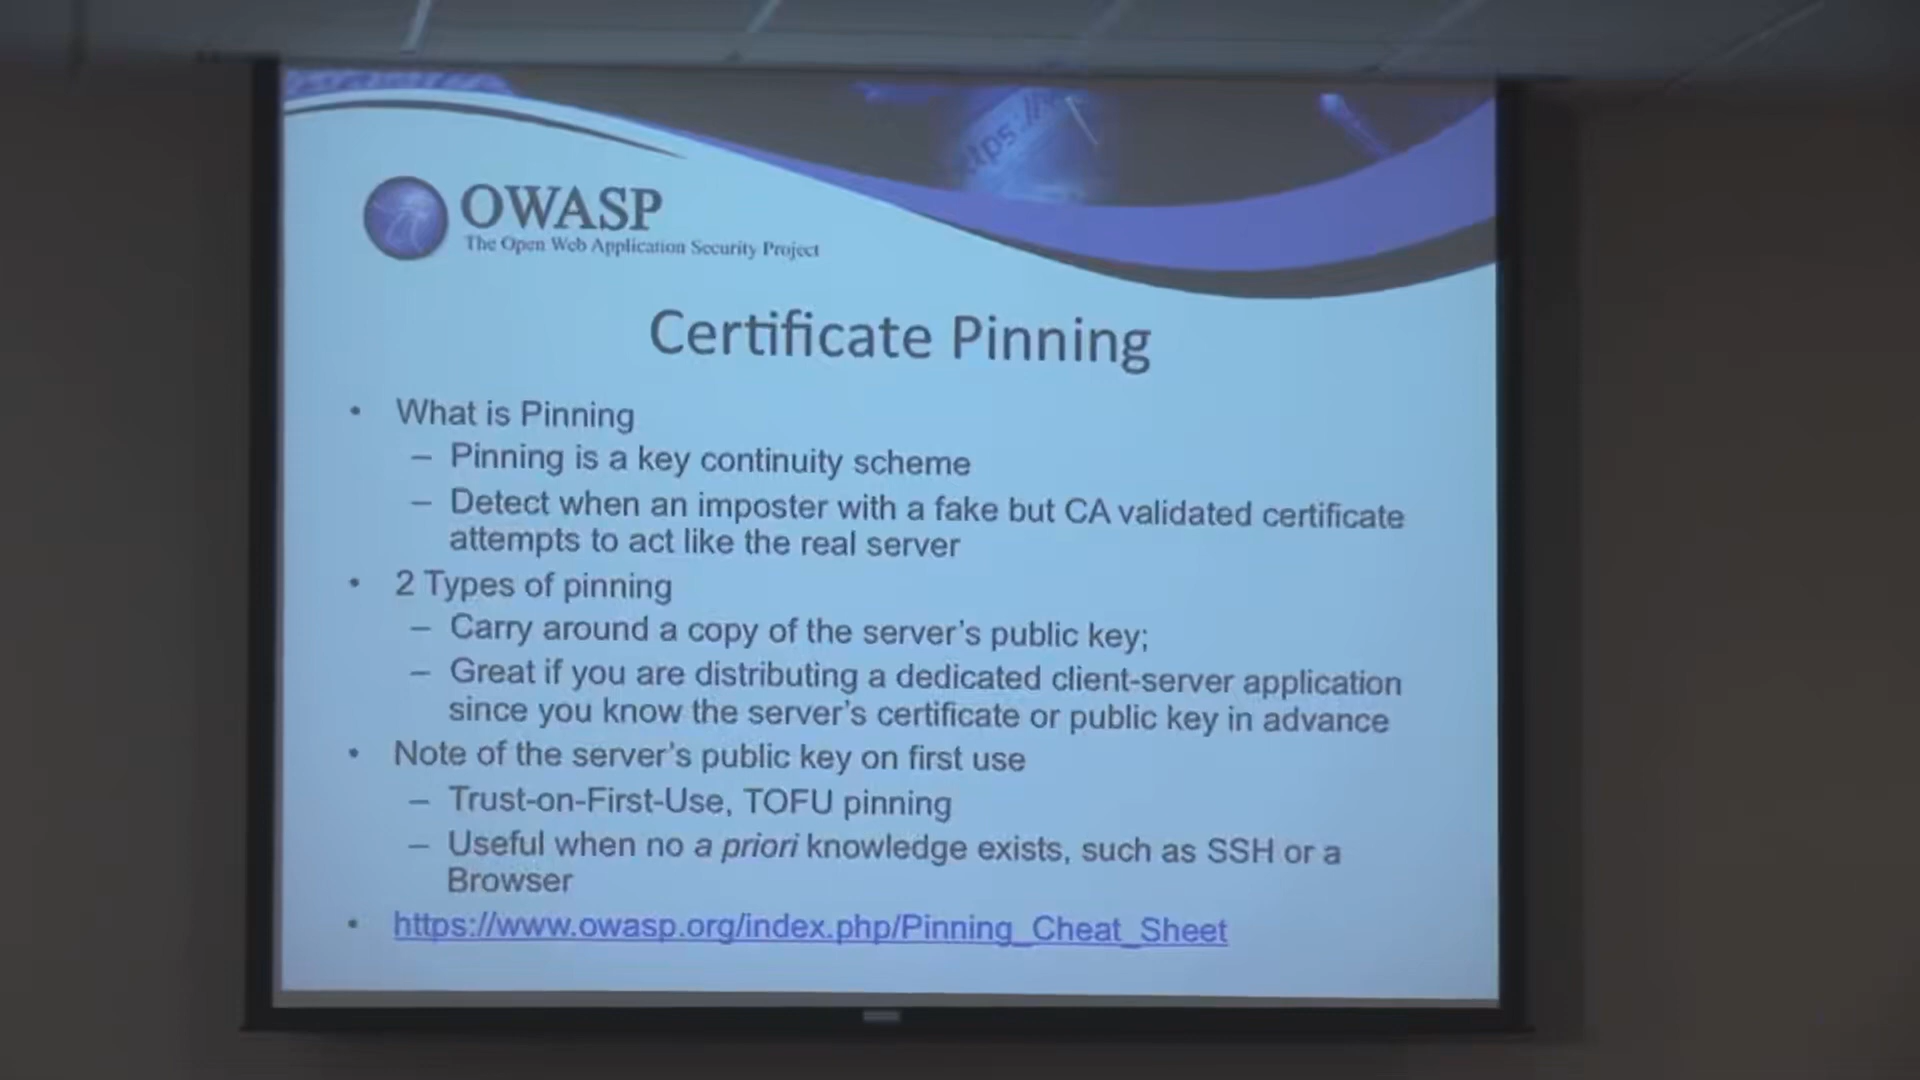 tps://
OWASP
The Open Web Application Security Project
Certificate Pinning
• What is Pinning
– Pinning is a key continuity scheme
– Detect when an imposter with a fake but CA validated certificate
attempts to act like the real server
• 2 Types of pinning
– Carry around a copy of the server's public key;
– Great if you are distributing a dedicated client-server application
since you know the server's certificate or public key in advance
• Note of the server's public key on first use
– Trust-on-First-Use, TOFU pinning
– Useful when no a priori knowledge exists, such as SSH or a
Browser
• https://www.owasp.org/index.php/Pinning_Cheat_Sheet